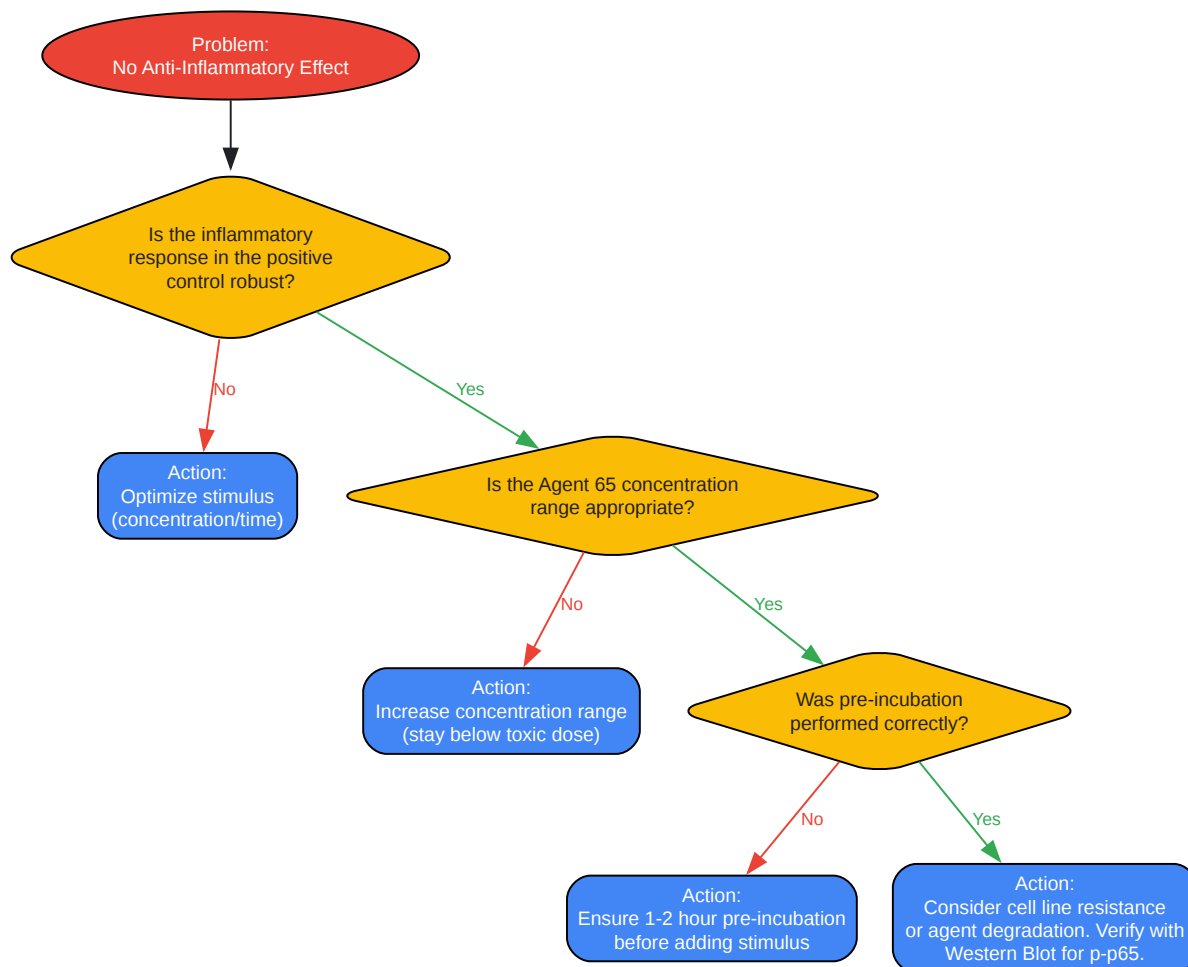 Problem:
No Anti-Inflammatory Effect
Is the inflammatory
response in the positive
control robust?
No
Yes
Action:
Optimize stimulus
(concentration/time)
Is the Agent 65 concentration
range appropriate?
No
Yes
Action:
Increase concentration range
(stay below toxic dose)
Was pre-incubation
performed correctly?
No
Yes
Action:
Ensure 1-2 hour pre-incubation
before adding stimulus
Action:
Consider cell line resistance
or agent degradation. Verify with
Western Blot for p-p65.